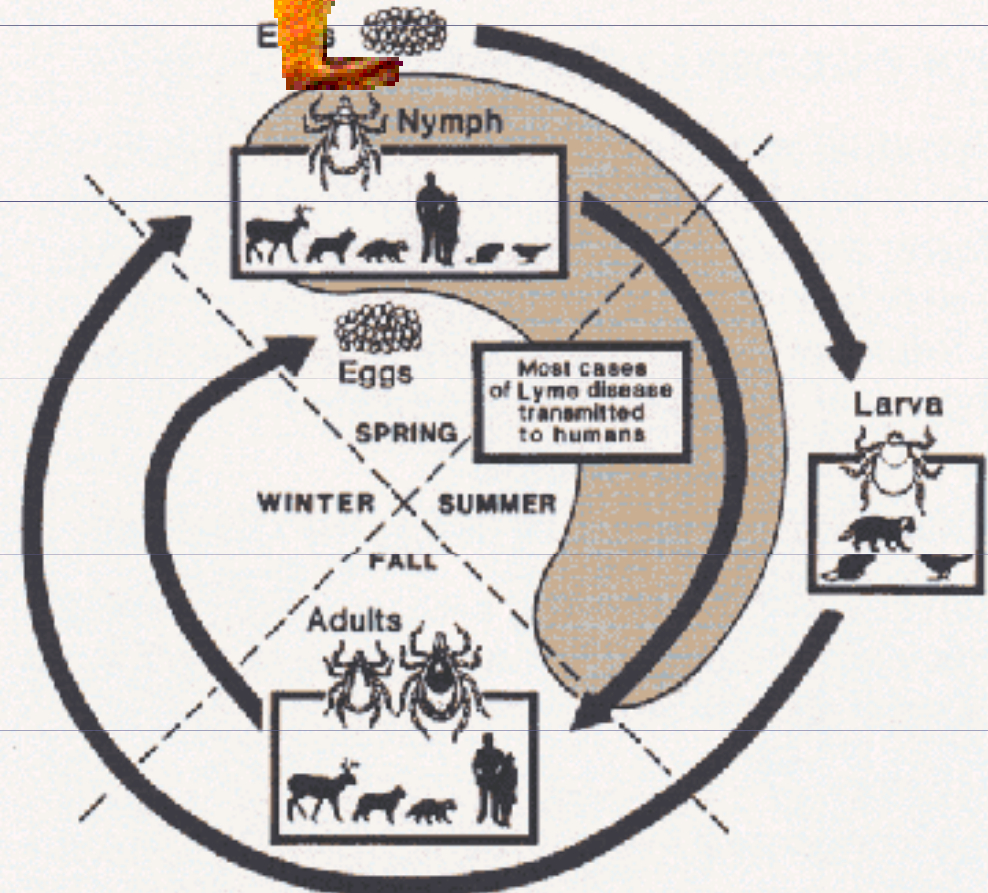 Nymph
Eggs
Most cases
of Lyme disease
transmitted
to humans
Larva
SPRING
WINTER
SUMMER
FALL
Adults